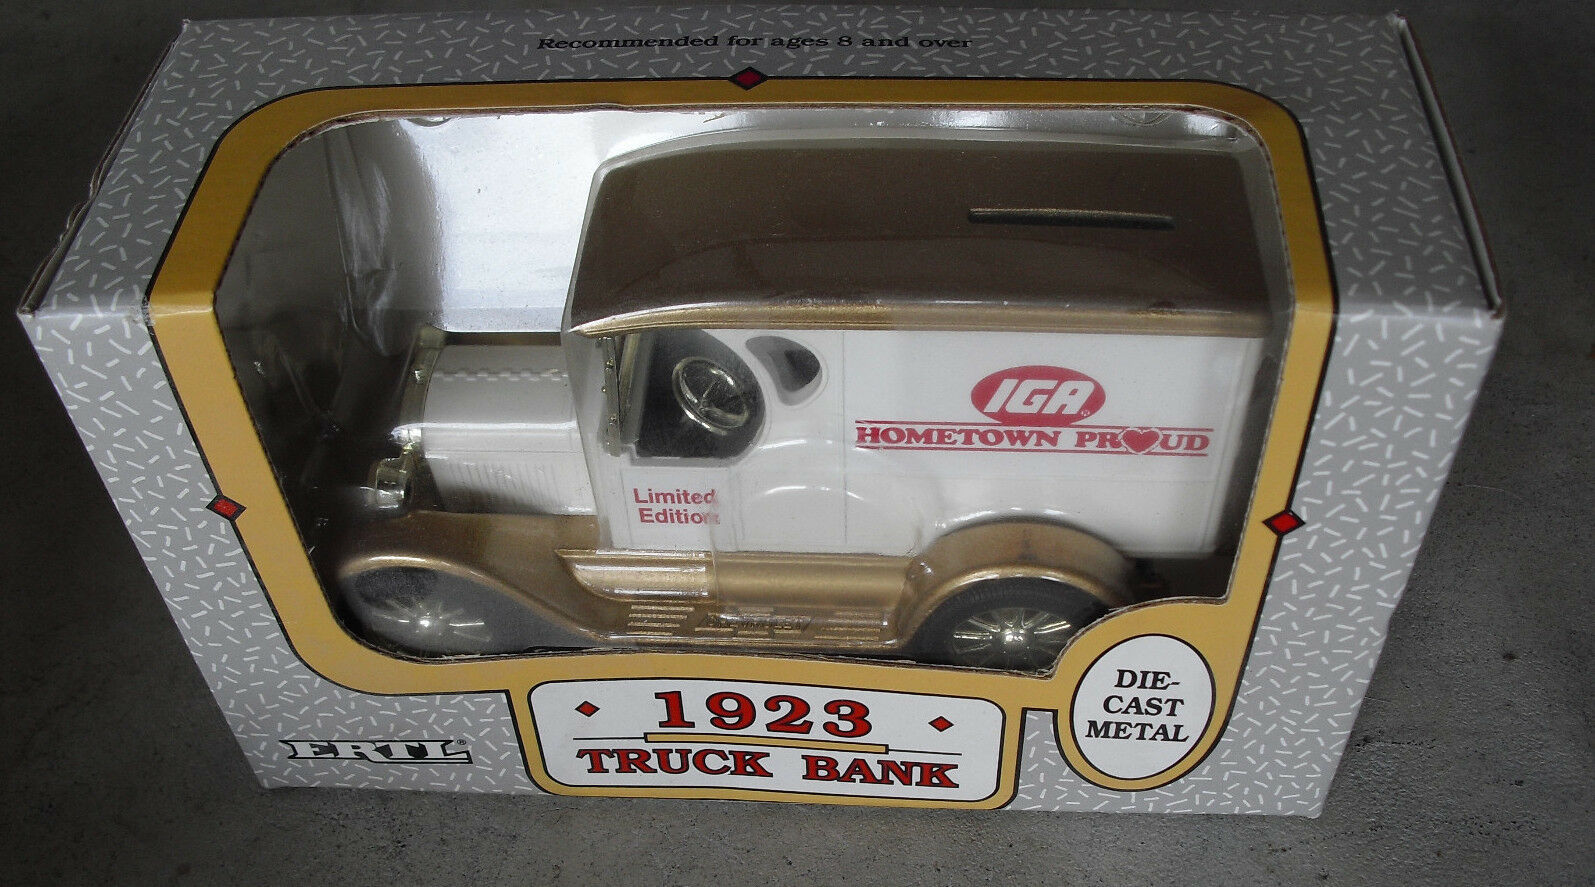 Recommended for ages 8 and over
IGA®
HOMETOWN PROUD
Limited
Edition
1923
TRUCK BANK
ERTL®
DIE-
CAST
METAL